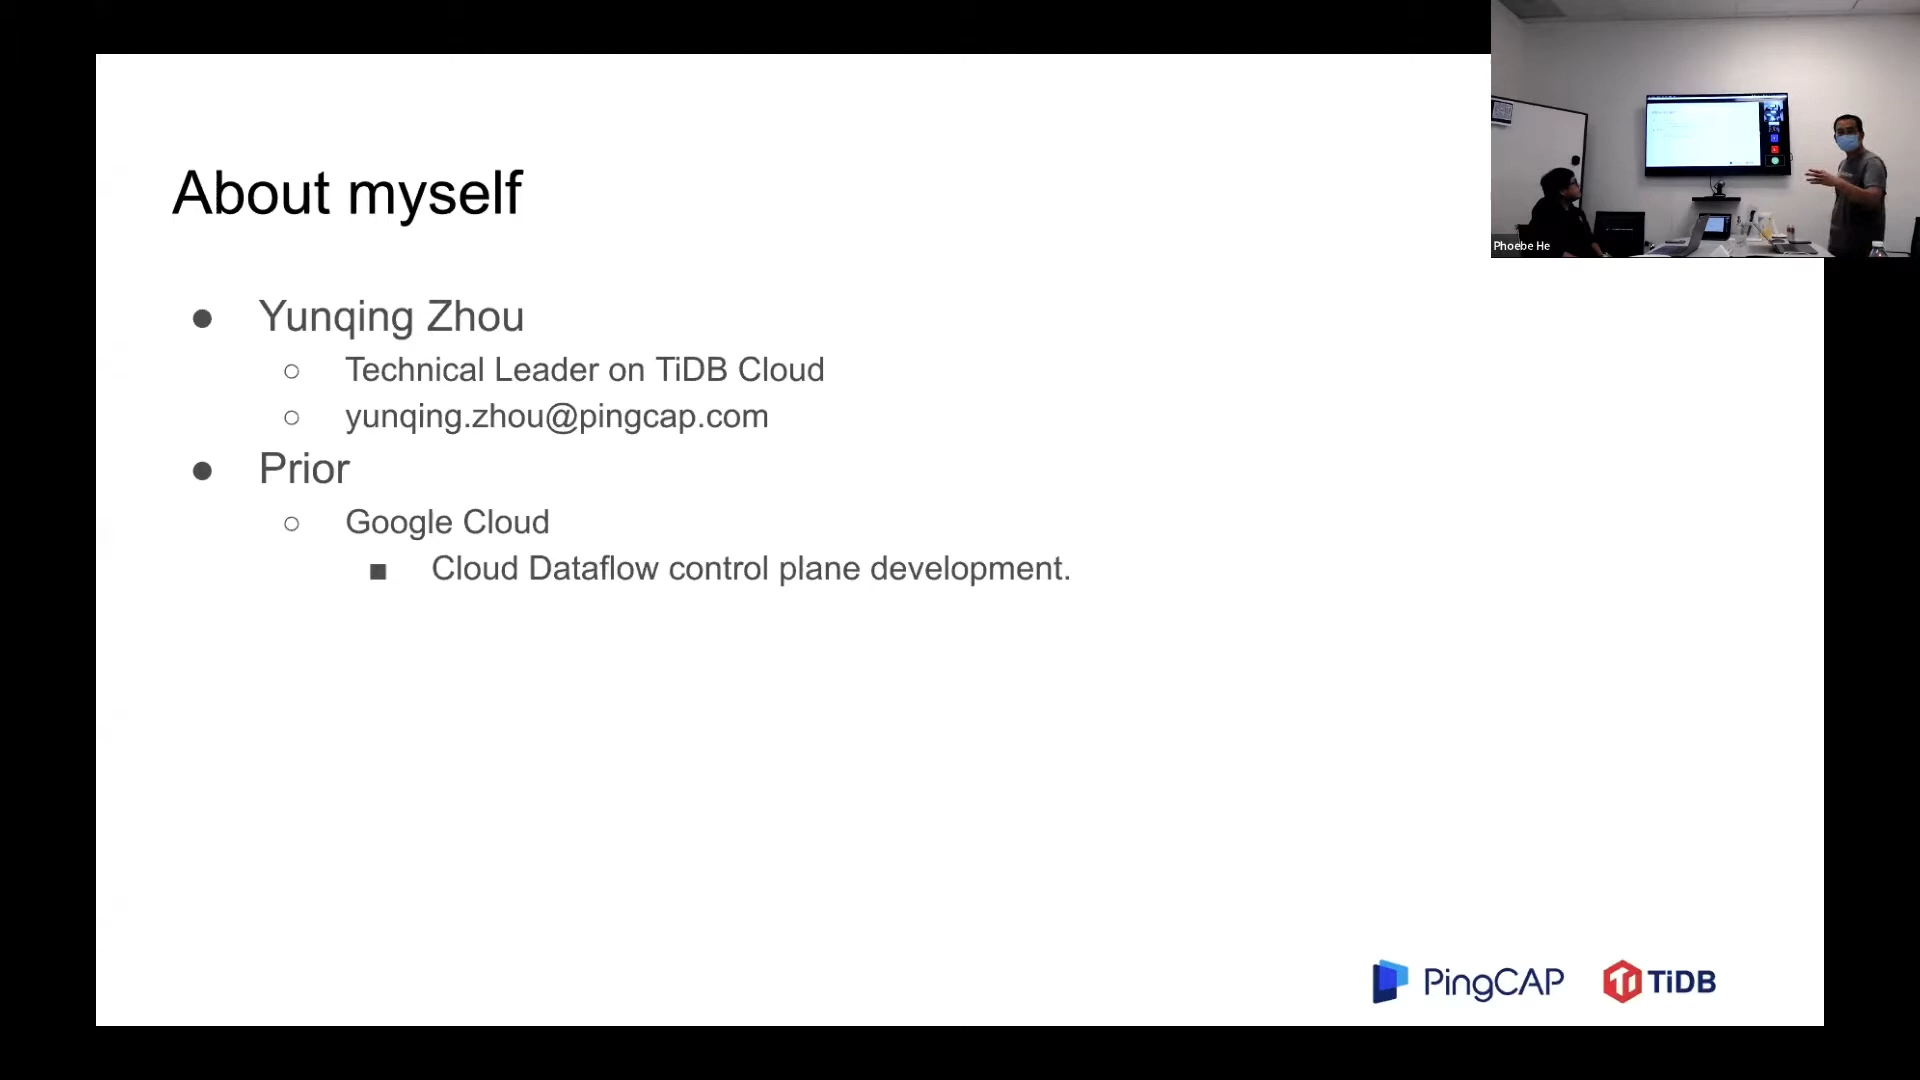 Phoebe He
About myself
● Yunqing Zhou
○ Technical Leader on TiDB Cloud
○ yunqing.zhou@pingcap.com
● Prior
○ Google Cloud
■ Cloud Dataflow control plane development.
PingCAP
TiDB